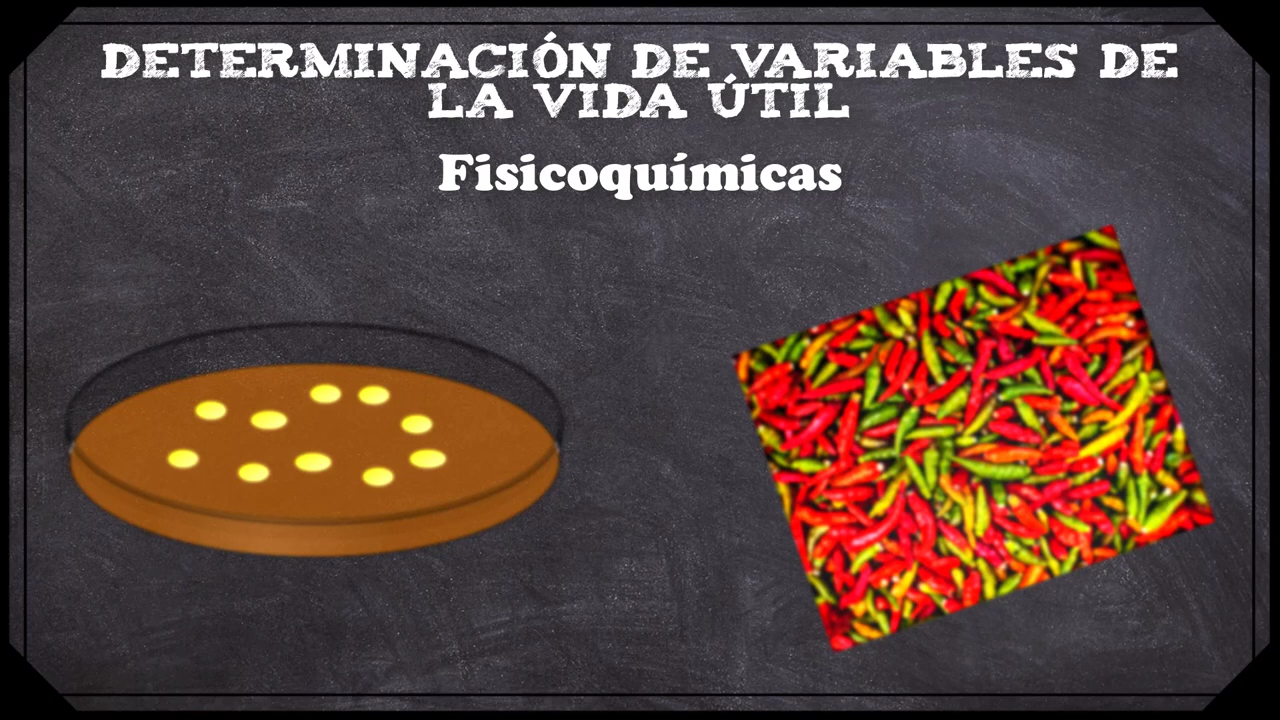 DETERMINACIÓN DE VARIABLES DE
LA VIDA ÚTIL
Fisicoquímicas